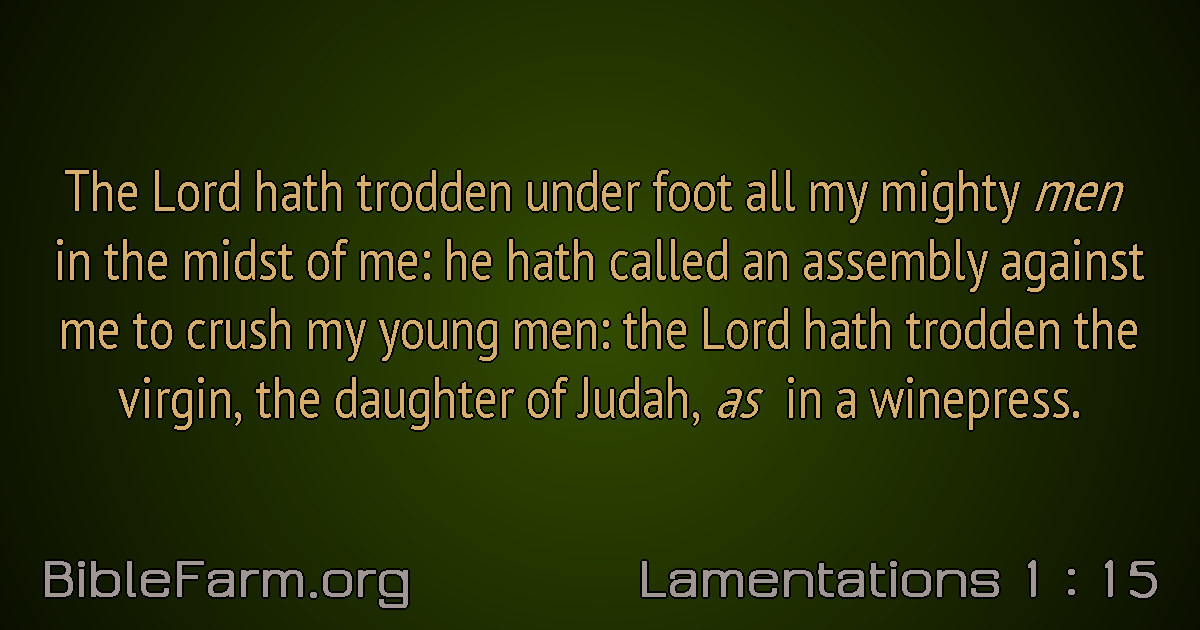 The Lord hath trodden under foot all my mighty men
in the midst of me: he hath called an assembly against
me to crush my young men: the Lord hath trodden the
virgin, the daughter of Judah, as in a winepress.
BibleFarm.org
Lamentations 1 : 15